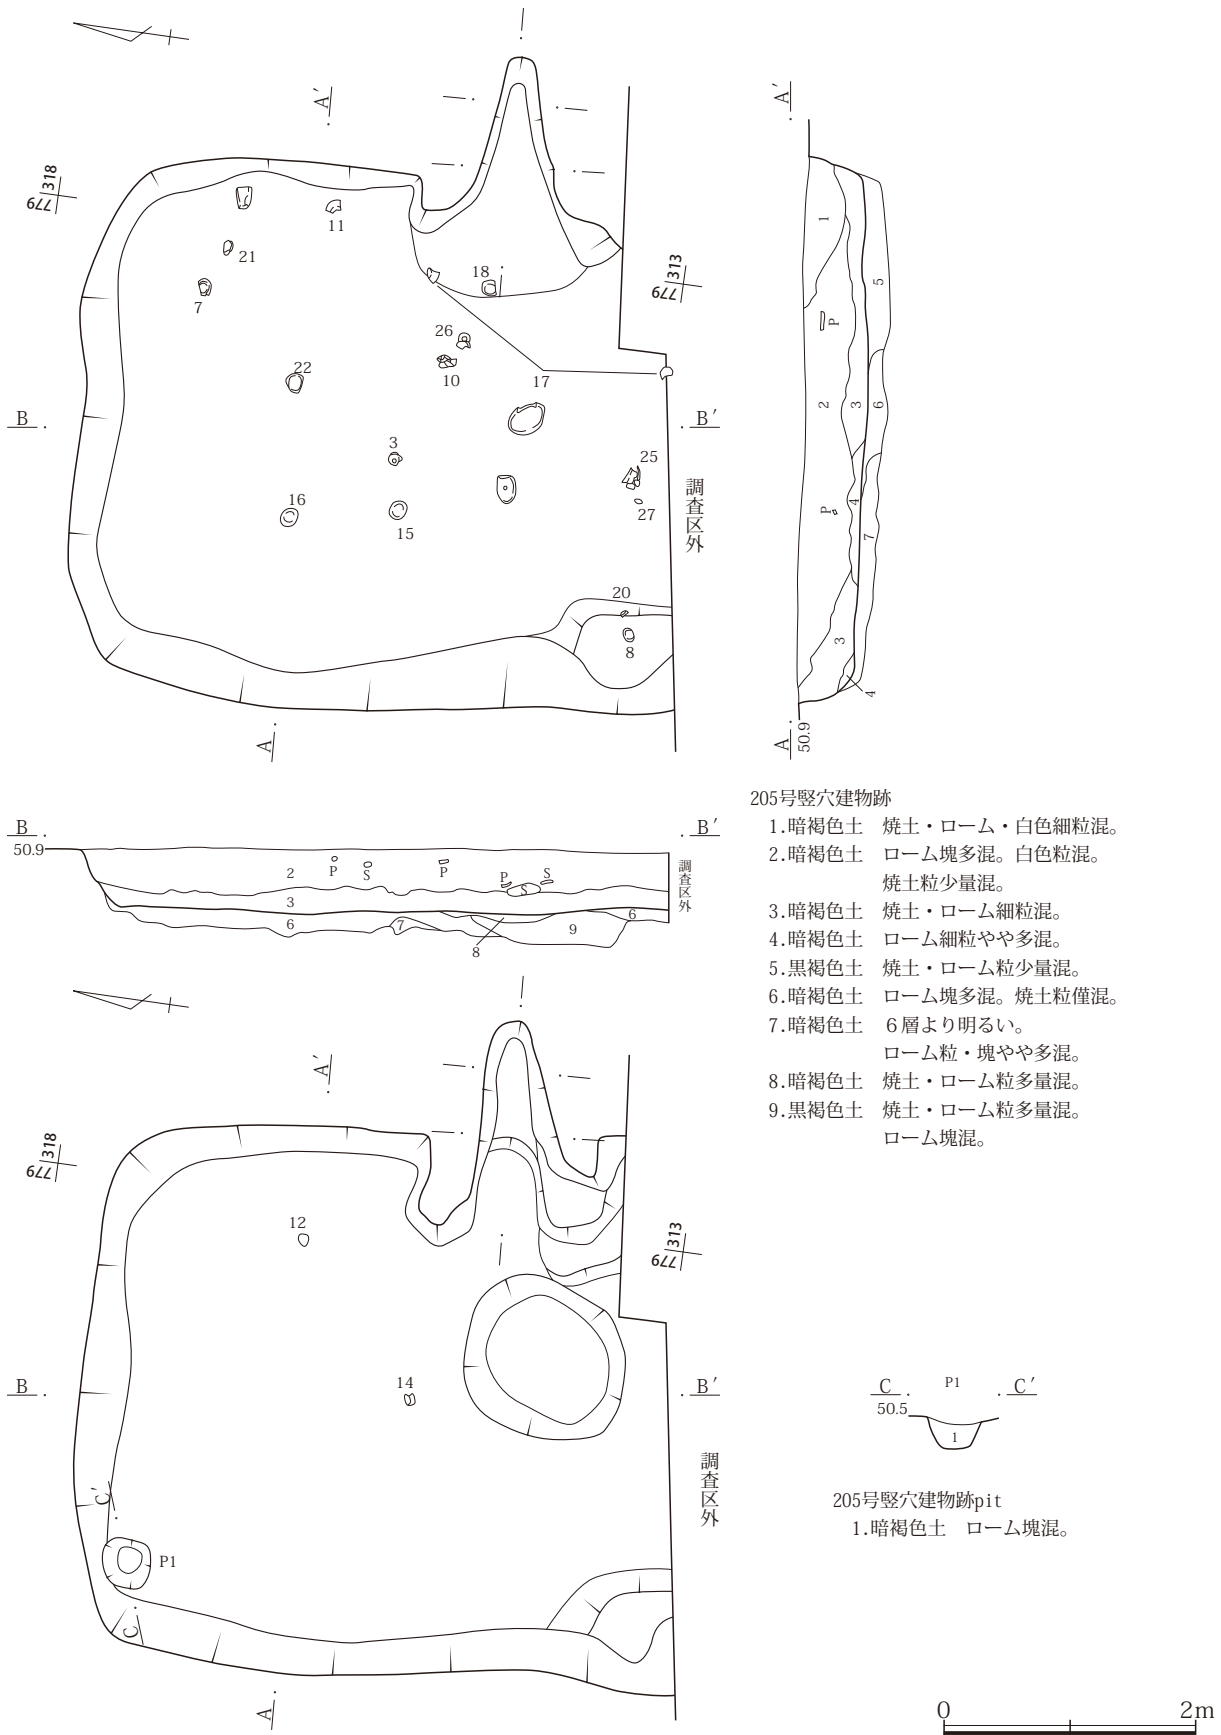 A′
318
779
11
21
7
18
313
779
26
10
17
22
B
B′
3
25
16
15
27
調査区外
20
8
A
A′
1
5
P
2
3
6
P
4
7
3
4
A
50.9
B
B′
50.9
2
P
S
P
P
S
S
3
6
7
8
9
6
調査区外
205号竪穴建物跡
1.暗褐色土　焼土・ローム・白色細粒混。
2.暗褐色土　ローム塊多混。白色粒混。
焼土粒少量混。
3.暗褐色土　焼土・ローム細粒混。
4.暗褐色土　ローム細粒やや多混。
5.黒褐色土　焼土・ローム粒少量混。
6.暗褐色土　ローム塊多混。焼土粒僅混。
7.暗褐色土　６層より明るい。
ローム粒・塊やや多混。
8.暗褐色土　焼土・ローム粒多量混。
9.黒褐色土　焼土・ローム粒多量混。
ローム塊混。
A′
318
779
12
313
779
B
B′
14
調査区外
C′
P1
C
A
C
P1
C′
50.5
1
205号竪穴建物跡pit
1.暗褐色土　ローム塊混。
0
2m